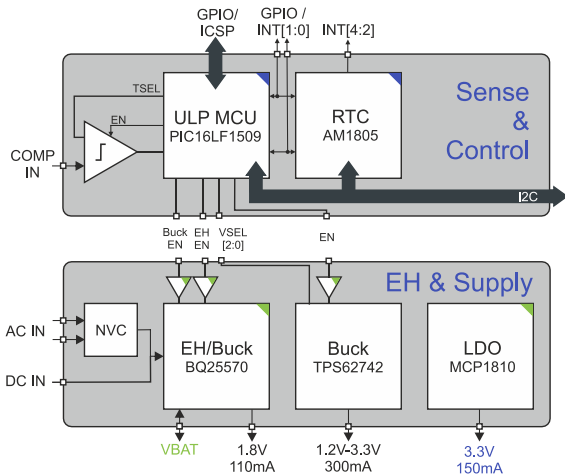 GPIO/
ICSP
GPIO /
INT[1:0]
INT[4:2]
TSEL
EN
COMP
IN
ULP MCU
PIC16LF1509
RTC
AM1805
Sense
&
Control
I2C
Buck
EN
EH
EN
VSEL
[2:0]
EN
EH & Supply
AC IN
NVC
DC IN
EH/Buck
BQ25570
Buck
TPS62742
LDO
MCP1810
VBAT
1.8V
110mA
1.2V-3.3V
300mA
3.3V
150mA